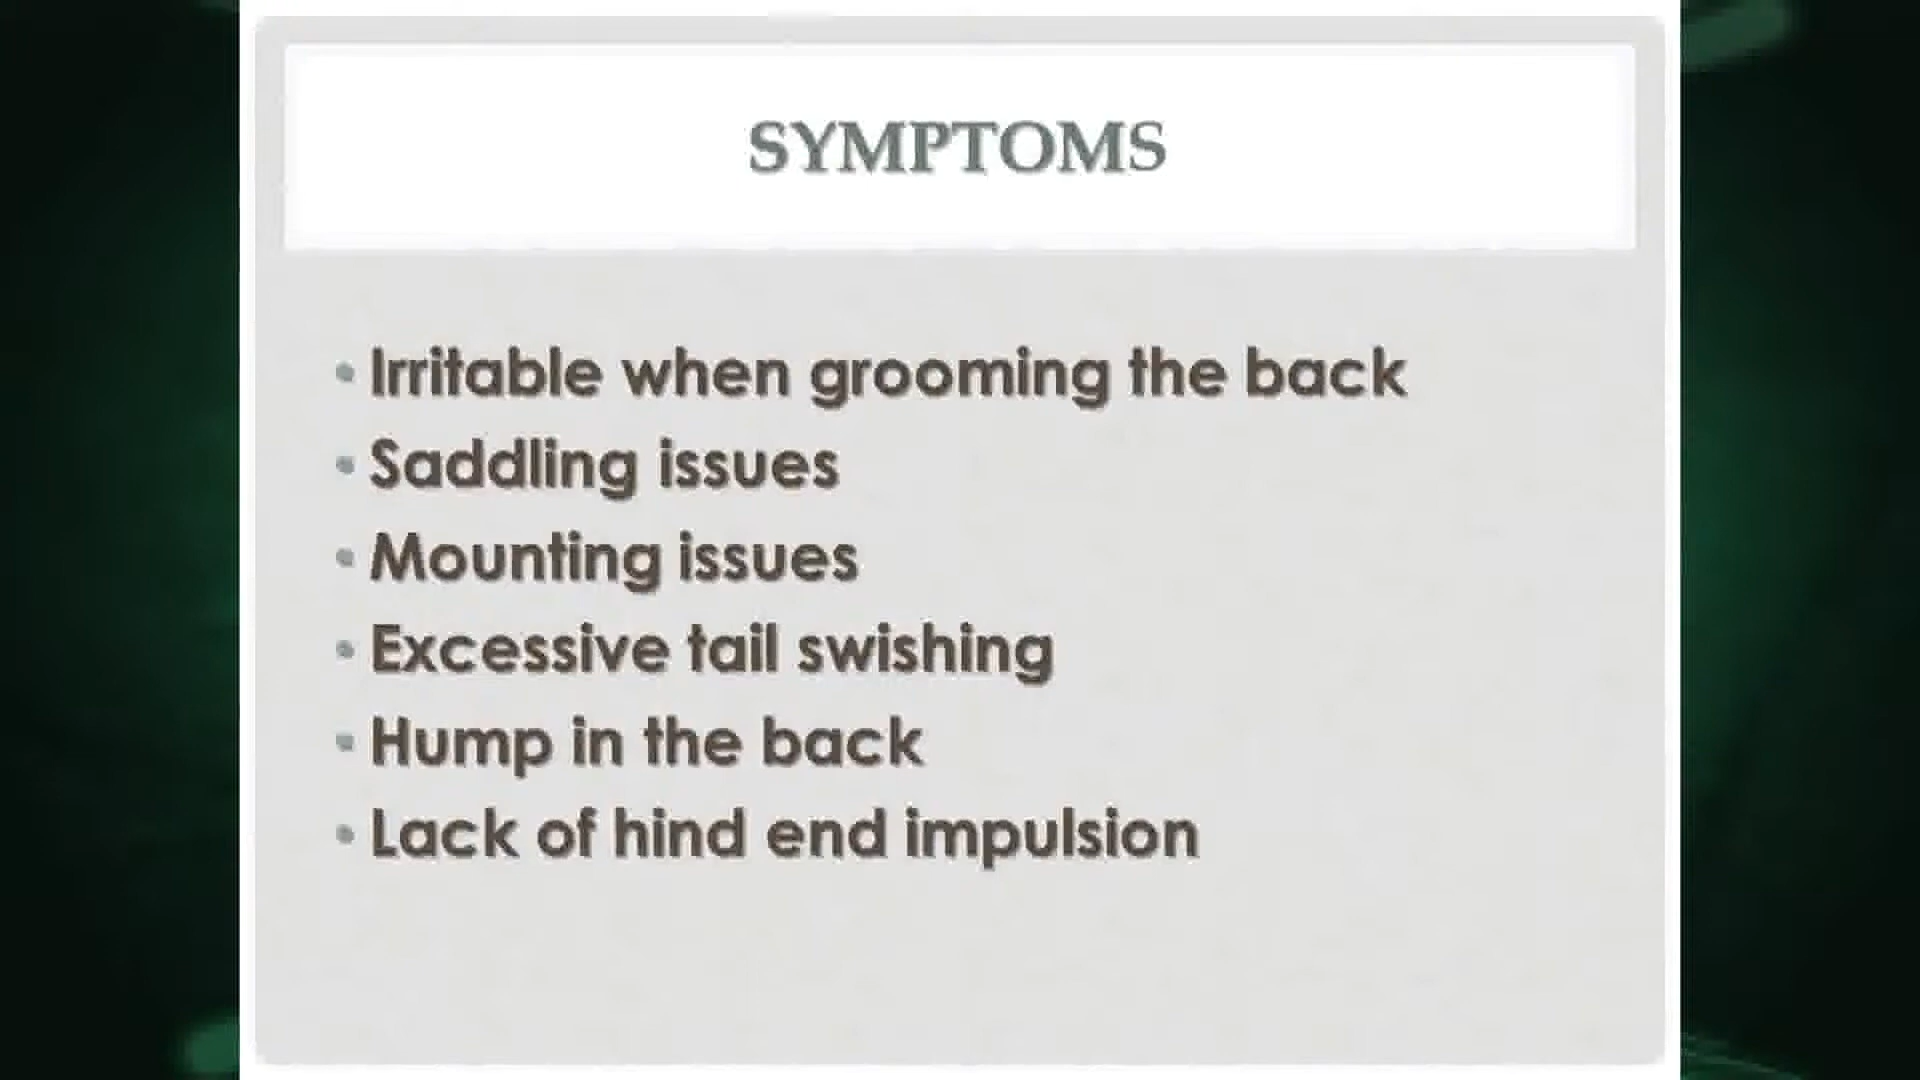 SYMPTOMS
• Irritable when grooming the back
• Saddling issues
• Mounting issues
• Excessive tail swishing
• Hump in the back
• Lack of hind end impulsion